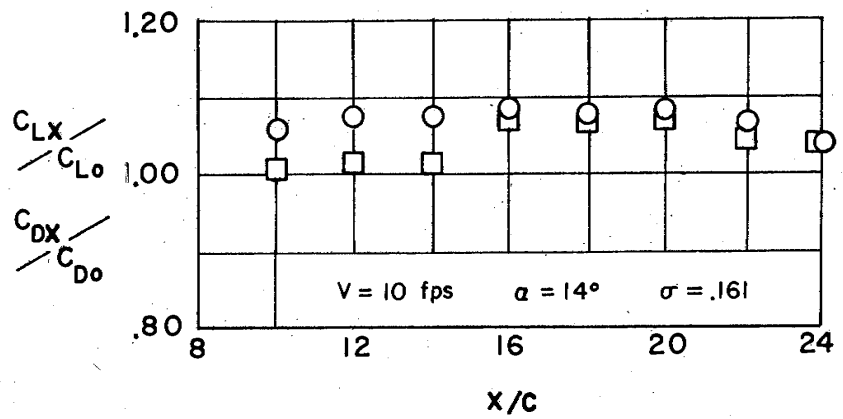 1.20
C_LX / C_Lo
1.00
C_DX / C_Do
V = 10 fps α = 14° σ = .161
.80
8 12 16 20 24
X/C